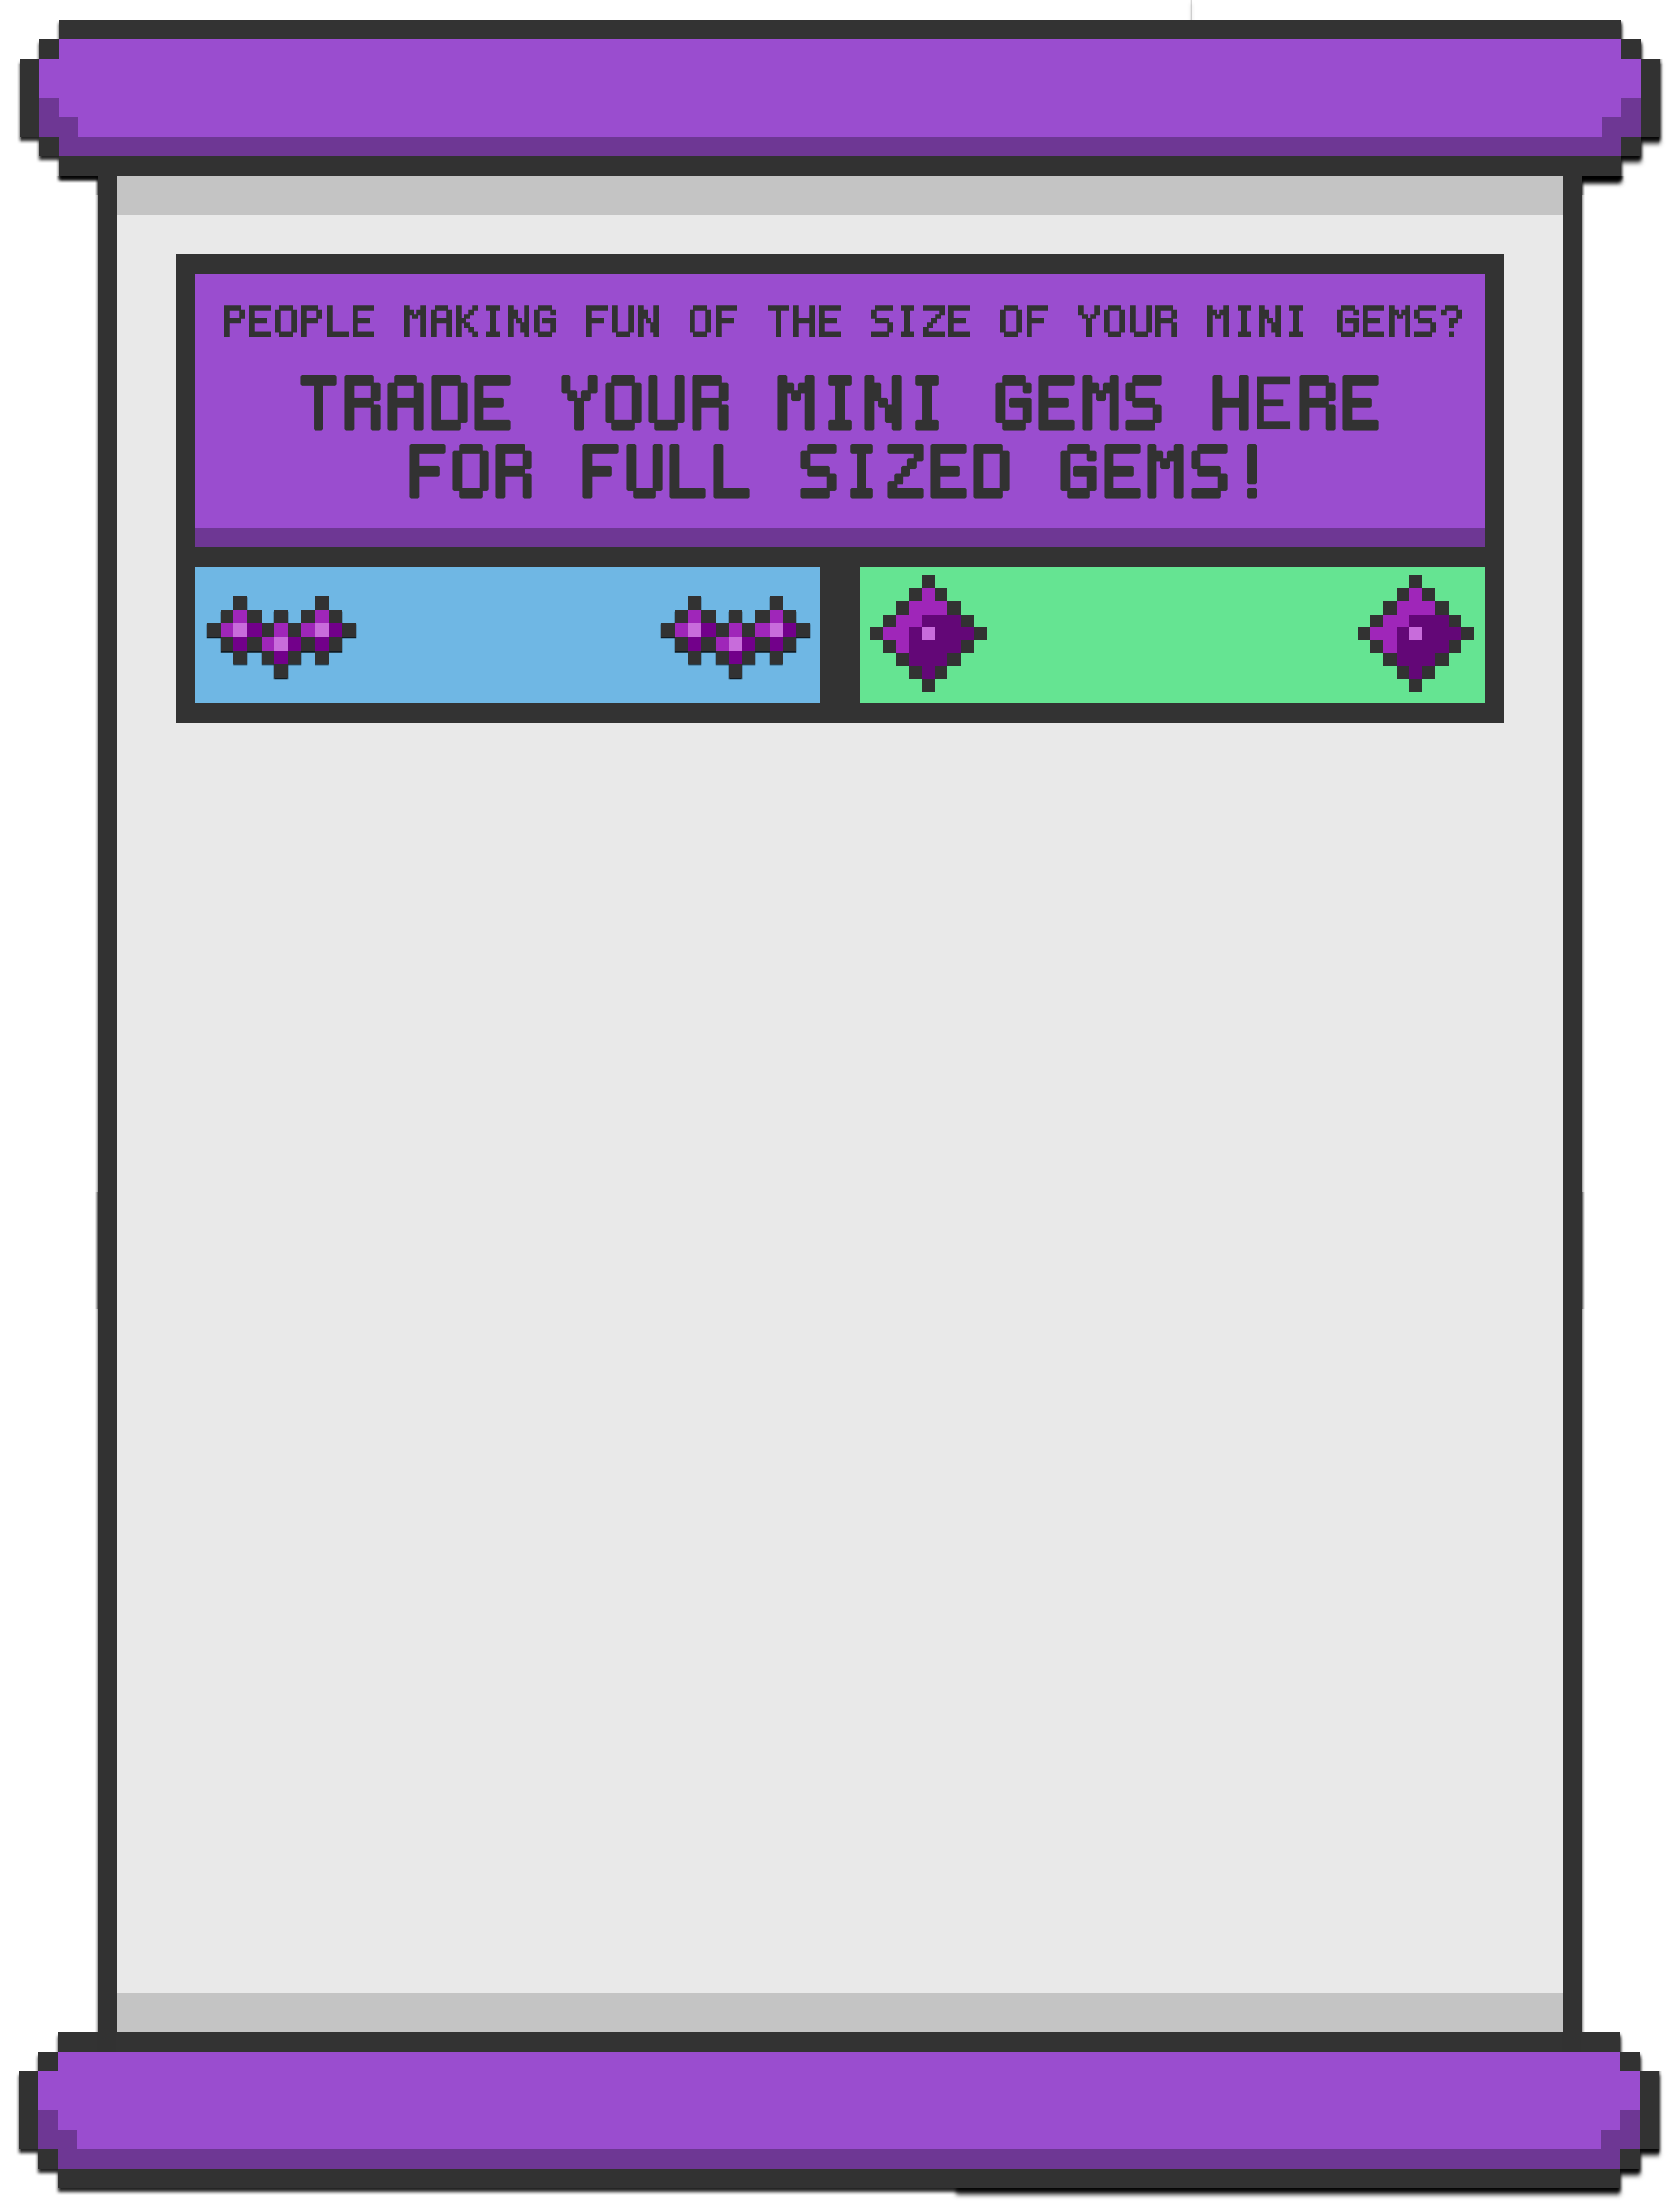 PEOPLE MAKING FUN OF THE SIZE OF YOUR MINI GEMS?
TRADE YOUR MINI GEMS HERE
FOR FULL SIZED GEMS!